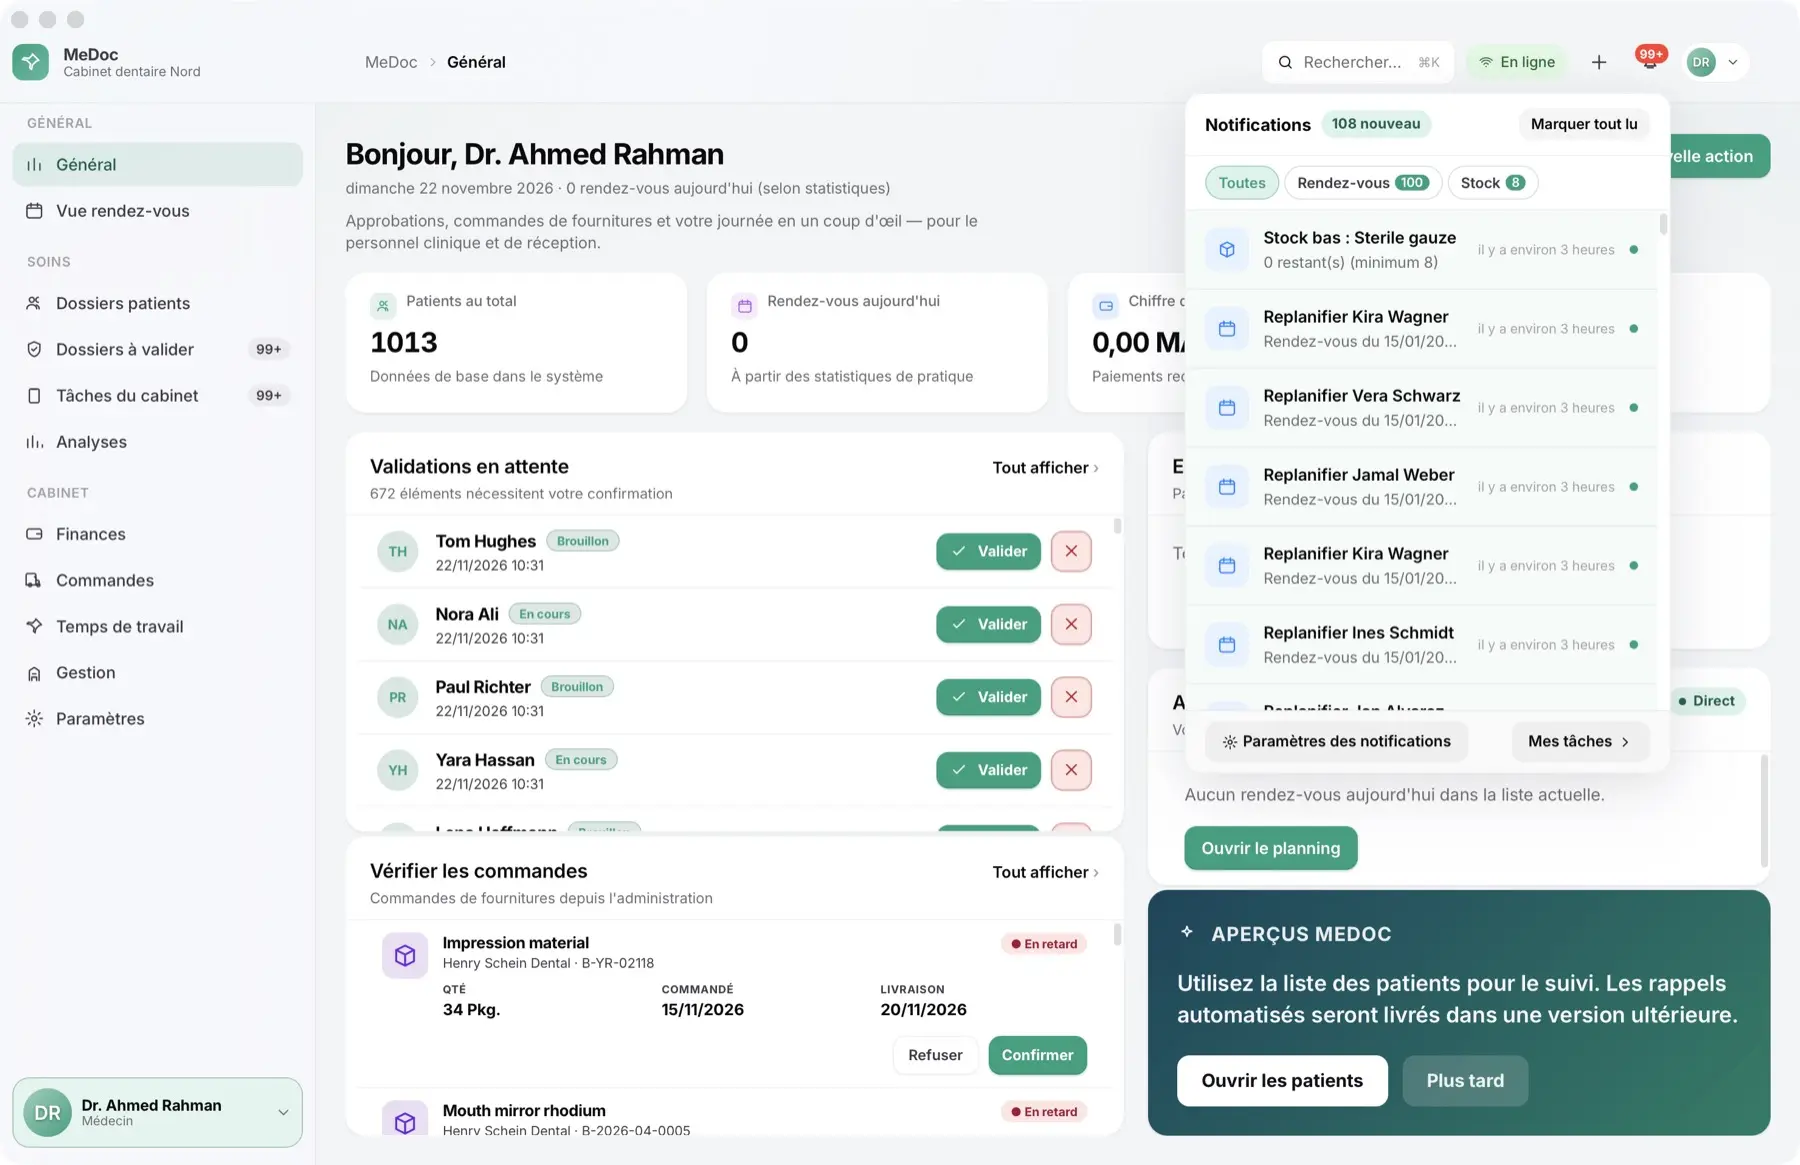 MeDoc
Cabinet dentaire Nord
MeDoc › Général
Rechercher... ⌘K
En ligne
99+
DR
GÉNÉRAL
Général
Vue rendez-vous
SOINS
Dossiers patients
Dossiers à valider 99+
Tâches du cabinet 99+
Analyses
CABINET
Finances
Commandes
Temps de travail
Gestion
Paramètres
DR
Dr. Ahmed Rahman
Médecin
Bonjour, Dr. Ahmed Rahman
dimanche 22 novembre 2026 · 0 rendez-vous aujourd'hui (selon statistiques)
Approbations, commandes de fournitures et votre journée en un coup d'œil — pour le
personnel clinique et de réception.
elle action
Patients au total
1013
Données de base dans le système
Rendez-vous aujourd'hui
0
À partir des statistiques de pratique
Chiffre
0,00
Paiements
Validations en attente
672 éléments nécessitent votre confirmation
Tout afficher ›
TH Tom Hughes Brouillon
22/11/2026 10:31
Valider
NA Nora Ali En cours
22/11/2026 10:31
Valider
PR Paul Richter Brouillon
22/11/2026 10:31
Valider
YH Yara Hassan En cours
22/11/2026 10:31
Valider
Vérifier les commandes
Commandes de fournitures depuis l'administration
Tout afficher ›
Impression material
Henry Schein Dental · B-YR-02118
En retard
QTÉ COMMANDÉ LIVRAISON
34 Pkg. 15/11/2026 20/11/2026
Refuser Confirmer
Mouth mirror rhodium
Henry Schein Dental · B-2026-04-0005
En retard
Notifications 108 nouveau Marquer tout lu
Toutes Rendez-vous 100 Stock 8
Stock bas : Sterile gauze
0 restant(s) (minimum 8)
il y a environ 3 heures
Replanifier Kira Wagner
Rendez-vous du 15/01/20...
il y a environ 3 heures
Replanifier Vera Schwarz
Rendez-vous du 15/01/20...
il y a environ 3 heures
Replanifier Jamal Weber
Rendez-vous du 15/01/20...
il y a environ 3 heures
Replanifier Kira Wagner
Rendez-vous du 15/01/20...
il y a environ 3 heures
Replanifier Ines Schmidt
Rendez-vous du 15/01/20...
il y a environ 3 heures
Paramètres des notifications Mes tâches
Direct
Aucun rendez-vous aujourd'hui dans la liste actuelle.
Ouvrir le planning
APERÇUS MEDOC
Utilisez la liste des patients pour le suivi. Les rappels
automatisés seront livrés dans une version ultérieure.
Ouvrir les patients Plus tard